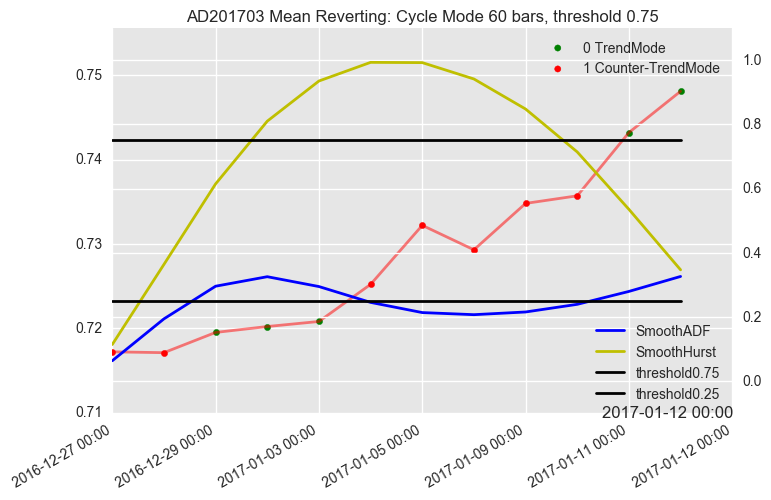 AD201703 Mean Reverting: Cycle Mode 60 bars, threshold 0.75
0 TrendMode
1 Counter-TrendMode
0.75
0.74
0.73
0.72
0.71
1.0
0.8
0.6
0.4
0.2
0.0
SmoothADF
SmoothHurst
threshold0.75
threshold0.25
2017-01-12 00:00
2016-12-27 00:00
2016-12-29 00:00
2017-01-03 00:00
2017-01-05 00:00
2017-01-09 00:00
2017-01-11 00:00
2017-01-12 00:00